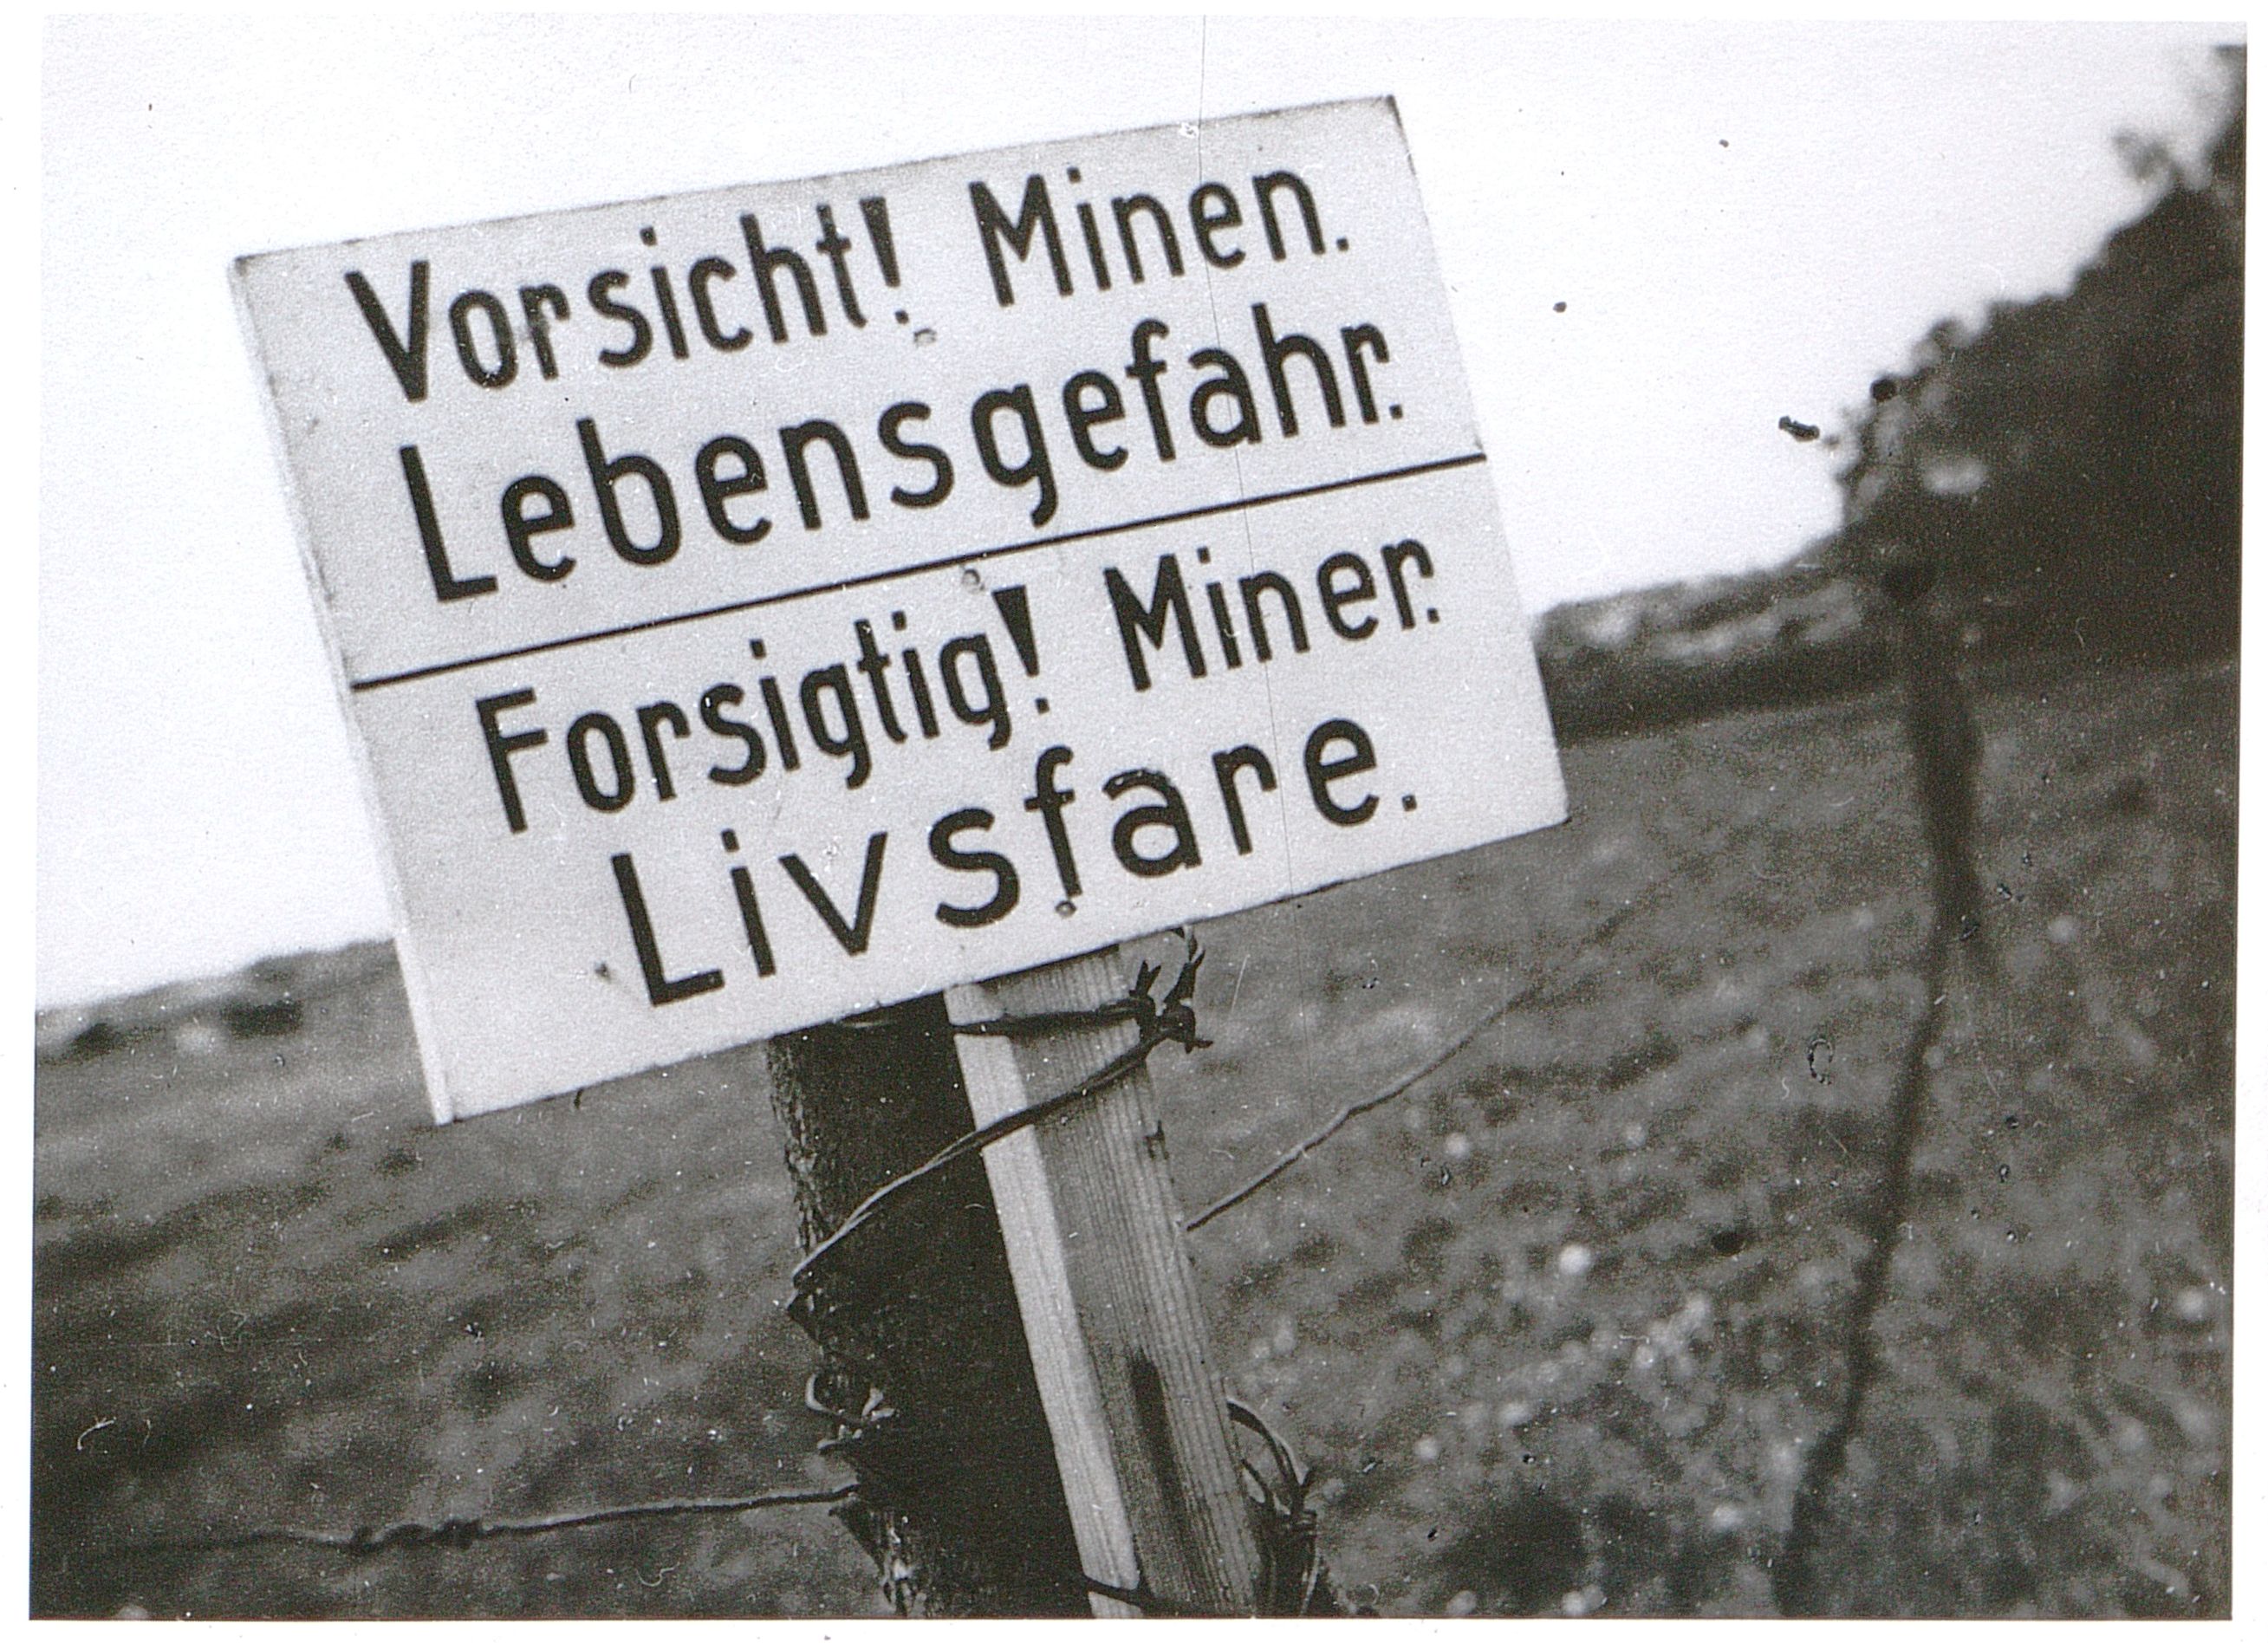 Vorsicht! Minen.
Lebensgefahr.
Forsigtig! Miner.
Livsfare.